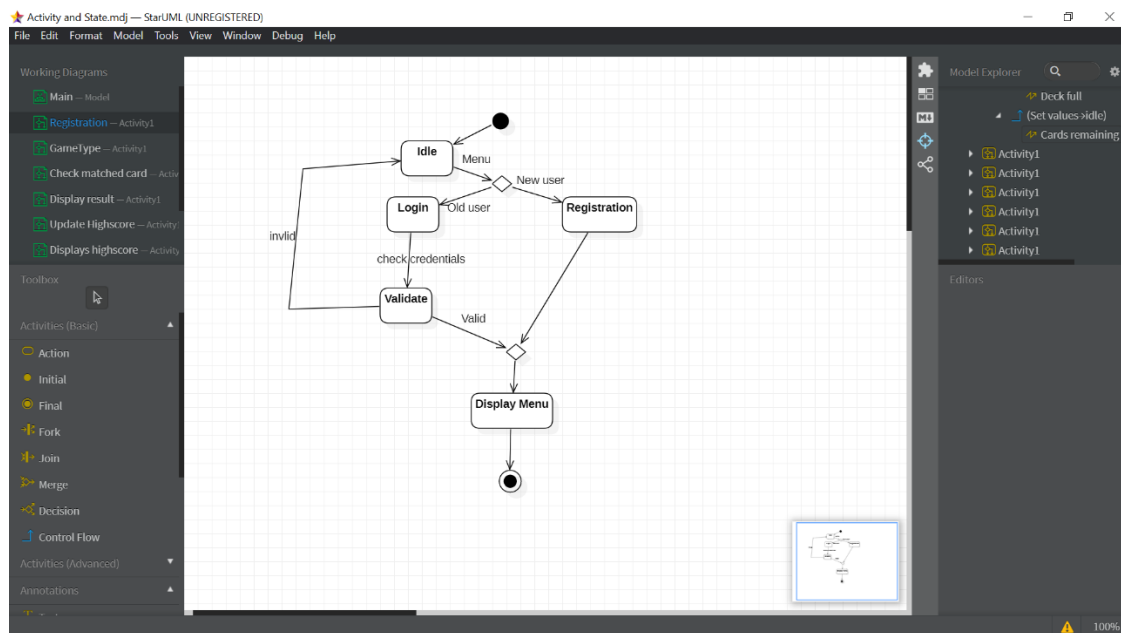 Activity and State.mdj — StarUML (UNREGISTERED)
File Edit Format Model Tools View Window Debug Help
Working Diagrams
Main — Model
Registration — Activity1
GameType — Activity1
Check matched card — Activ
Display result — Activity1
Update Highscore — Activity
Displays highscore — Activity
Toolbox
Activities (Basic)
Action
Initial
Final
Fork
Join
Merge
Decision
Control Flow
Activities (Advanced)
Annotations
Idle
Menu
New user
Login
Old user
Registration
invlid
check credentials
Validate
Valid
Display Menu
Model Explorer
Deck full
(Set values>idle)
Cards remaining
Activity1
Activity1
Activity1
Activity1
Activity1
Activity1
Editors
100%